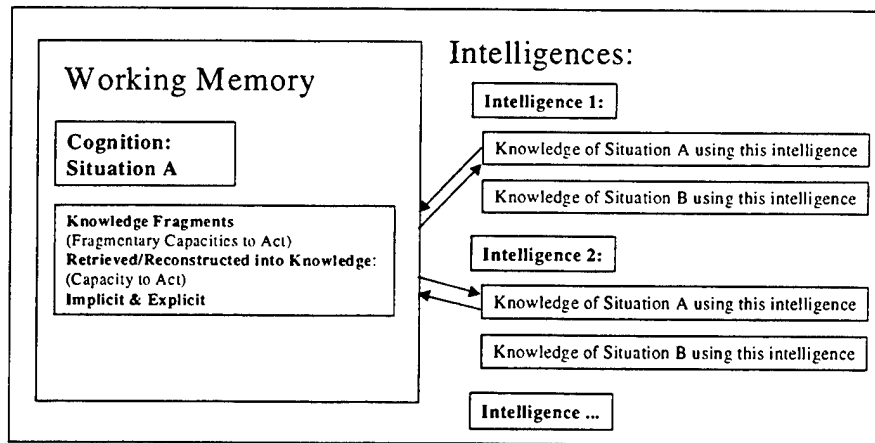 Working Memory
Cognition:
Situation A
Knowledge Fragments
(Fragmentary Capacities to Act)
Retrieved/Reconstructed into Knowledge:
(Capacity to Act)
Implicit & Explicit
Intelligences:
Intelligence 1:
Knowledge of Situation A using this intelligence
Knowledge of Situation B using this intelligence
Intelligence 2:
Knowledge of Situation A using this intelligence
Knowledge of Situation B using this intelligence
Intelligence ...